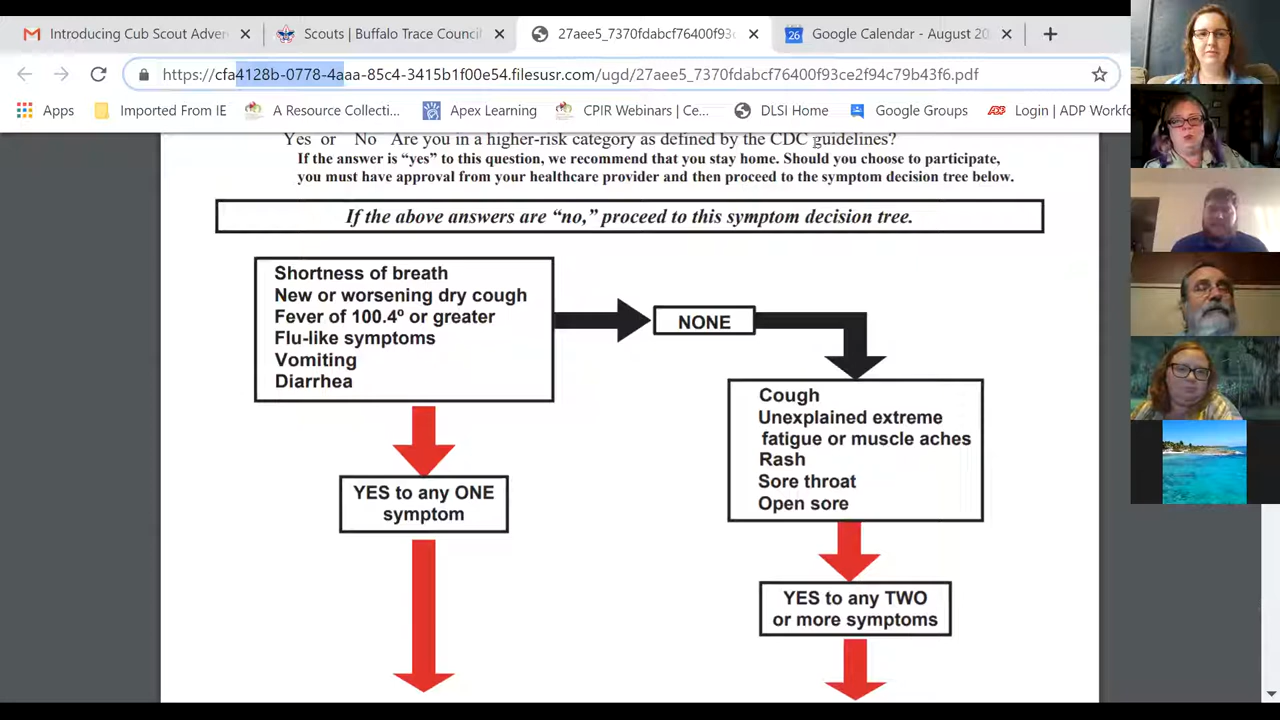 Introducing Cub Scout Adver
Scouts | Buffalo Trace Council
27aee5_7370fdabcf76400f93c
26
Google Calendar - August 20
https://cfa4128b-0778-4aaa-85c4-3415b1f00e54.filesusr.com/ugd/27aee5_7370fdabcf76400f93ce2f94c79b43f6.pdf
Apps
Imported From IE
A Resource Collecti...
Apex Learning
CPIR Webinars | Ce...
DLSI Home
Google Groups
Login | ADP Workfo
Yes or No Are you in a higher-risk category as defined by the CDC guidelines?
If the answer is “yes” to this question, we recommend that you stay home. Should you choose to participate,
you must have approval from your healthcare provider and then proceed to the symptom decision tree below.
If the above answers are “no,” proceed to this symptom decision tree.
Shortness of breath
New or worsening dry cough
Fever of 100.4º or greater
Flu-like symptoms
Vomiting
Diarrhea
NONE
Cough
Unexplained extreme
fatigue or muscle aches
Rash
Sore throat
Open sore
YES to any ONE
symptom
YES to any TWO
or more symptoms